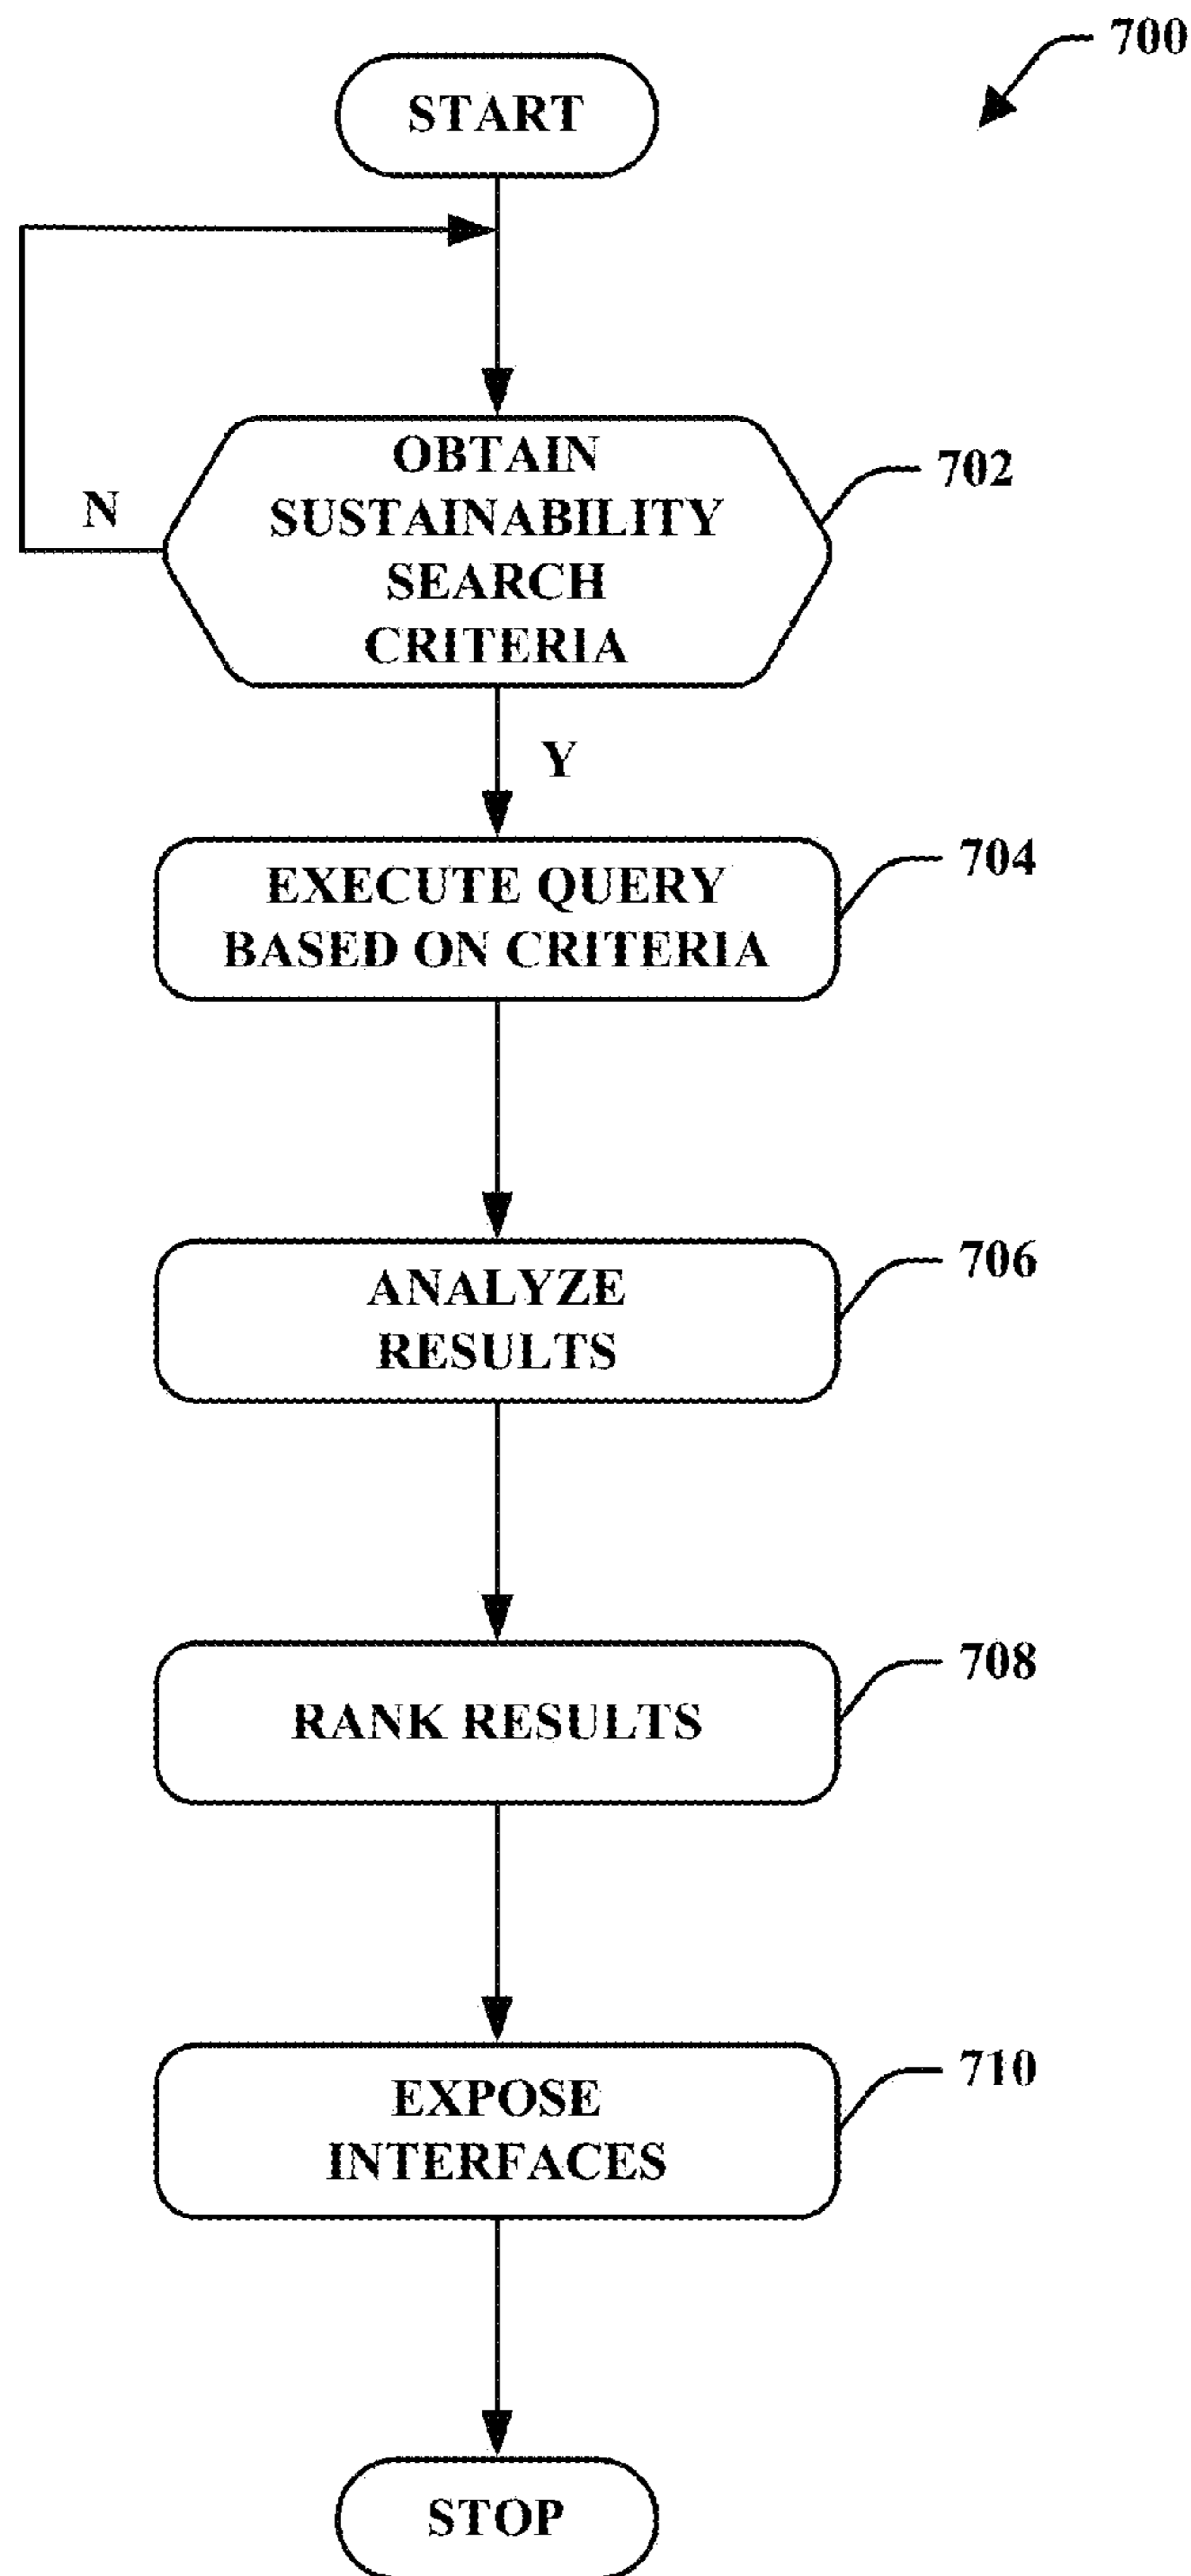 700
START
OBTAIN
SUSTAINABILITY
SEARCH
CRITERIA
702
N
Y
EXECUTE QUERY
BASED ON CRITERIA
704
ANALYZE
RESULTS
706
RANK RESULTS
708
EXPOSE
INTERFACES
710
STOP